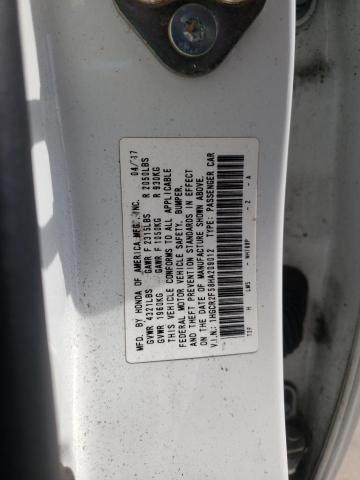 MFD. BY HONDA OF AMERICA MFG., INC. 04/17
GVWR 4321LBS GAWR F 2315LBS R 2050LBS
GVWR 1960KG GAWR F 1050KG R 930KG
THIS VEHICLE CONFORMS TO ALL APPLICABLE
FEDERAL MOTOR VEHICLE SAFETY, BUMPER,
AND THEFT PREVENTION STANDARDS IN EFFECT
ON THE DATE OF MANUFACTURE SHOWN ABOVE.
V.I.N.: TYPE: PASSENGER CAR